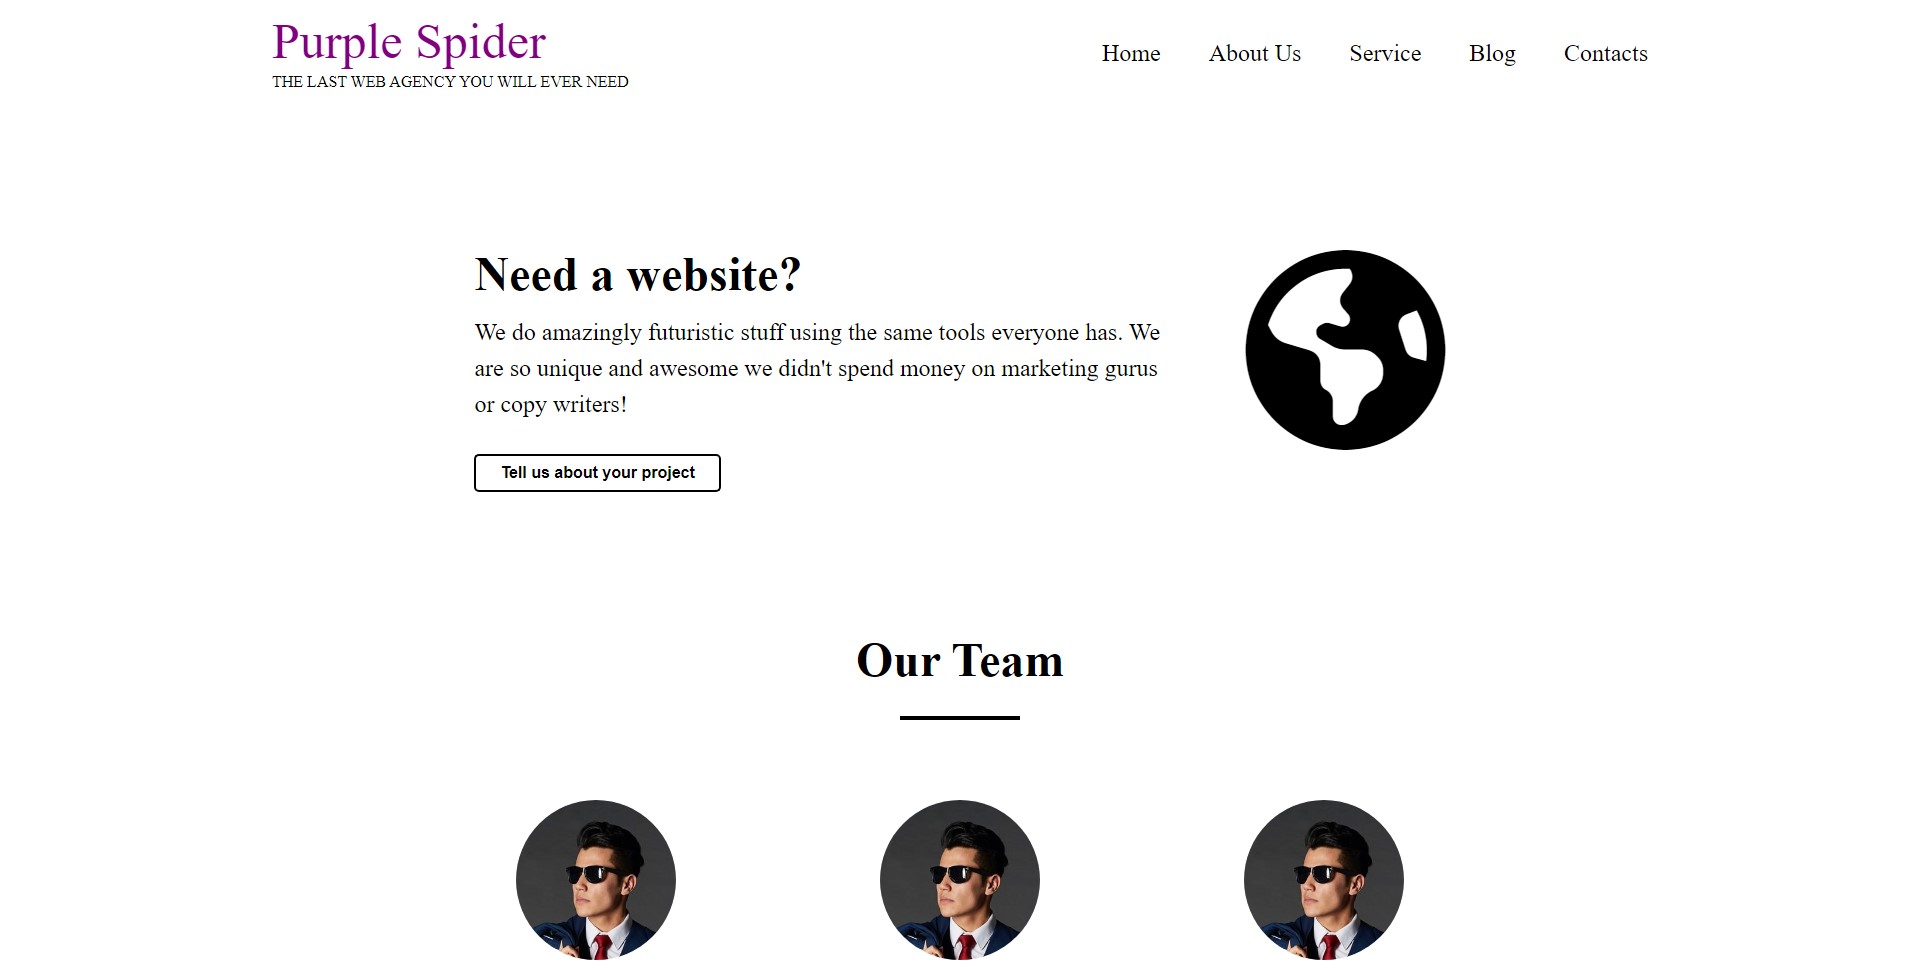 Purple Spider
THE LAST WEB AGENCY YOU WILL EVER NEED
Home About Us Service Blog Contacts
Need a website?
We do amazingly futuristic stuff using the same tools everyone has. We
are so unique and awesome we didn't spend money on marketing gurus
or copy writers!
Tell us about your project
Our Team